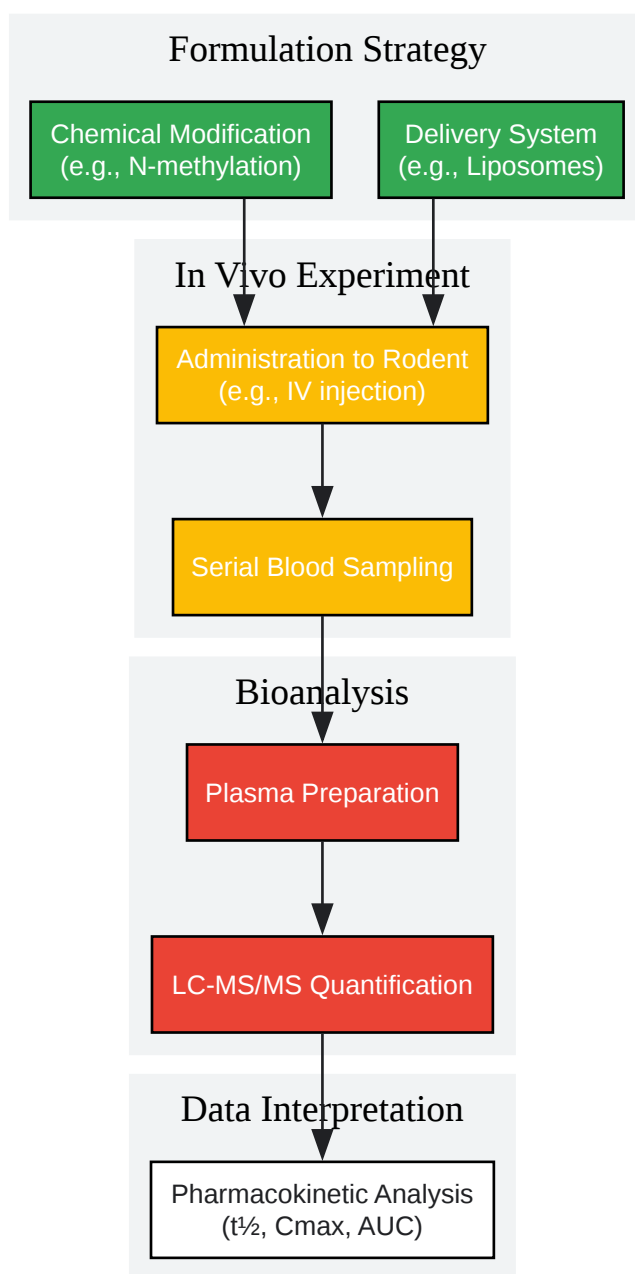 Formulation Strategy
Chemical Modification
(e.g., N-methylation)
Delivery System
(e.g., Liposomes)
In Vivo Experiment
Administration to Rodent
(e.g., IV injection)
Serial Blood Sampling
Bioanalysis
Plasma Preparation
LC-MS/MS Quantification
Data Interpretation
Pharmacokinetic Analysis
(t½, Cmax, AUC)